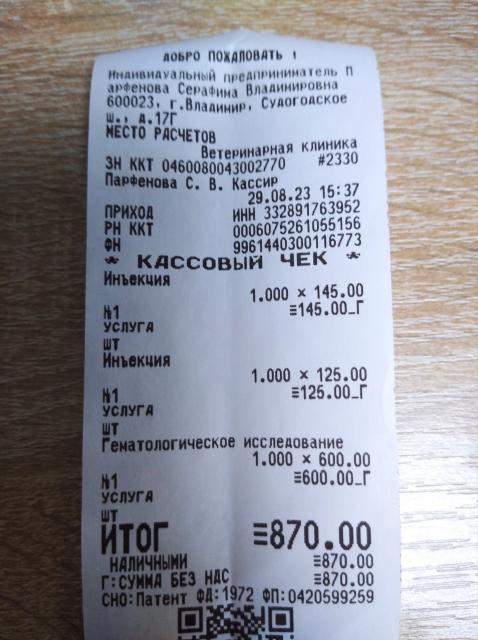 ДОБРО ПОЖАЛОВАТЬ !
Индивидуальный предприниматель П
арфенова Серафима Владимировна
600023, г.Владимир, Судогодское
ш., д.17Г
МЕСТО РАСЧЕТОВ
Ветеринарная клиника
ЗН ККТ 0460080043002770 #2330
Парфенова С. В. Кассир
29.08.23 15:37
ПРИХОД ИНН 332891763952
РН ККТ 0006075261055156
ФН 9961440300116773
* КАССОВЫЙ ЧЕК *
Инъекция
1.000 × 145.00
№1 ≡145.00_Г
УСЛУГА
ШТ
Инъекция
1.000 × 125.00
№1 ≡125.00_Г
УСЛУГА
ШТ
Гематологическое исследование
1.000 × 600.00
№1 ≡600.00_Г
УСЛУГА
ШТ
ИТОГ ≡870.00
НАЛИЧНЫМИ ≡870.00
Г:СУММА БЕЗ НДС ≡870.00
СНО:Патент ФД:1972 ФП:0420599259